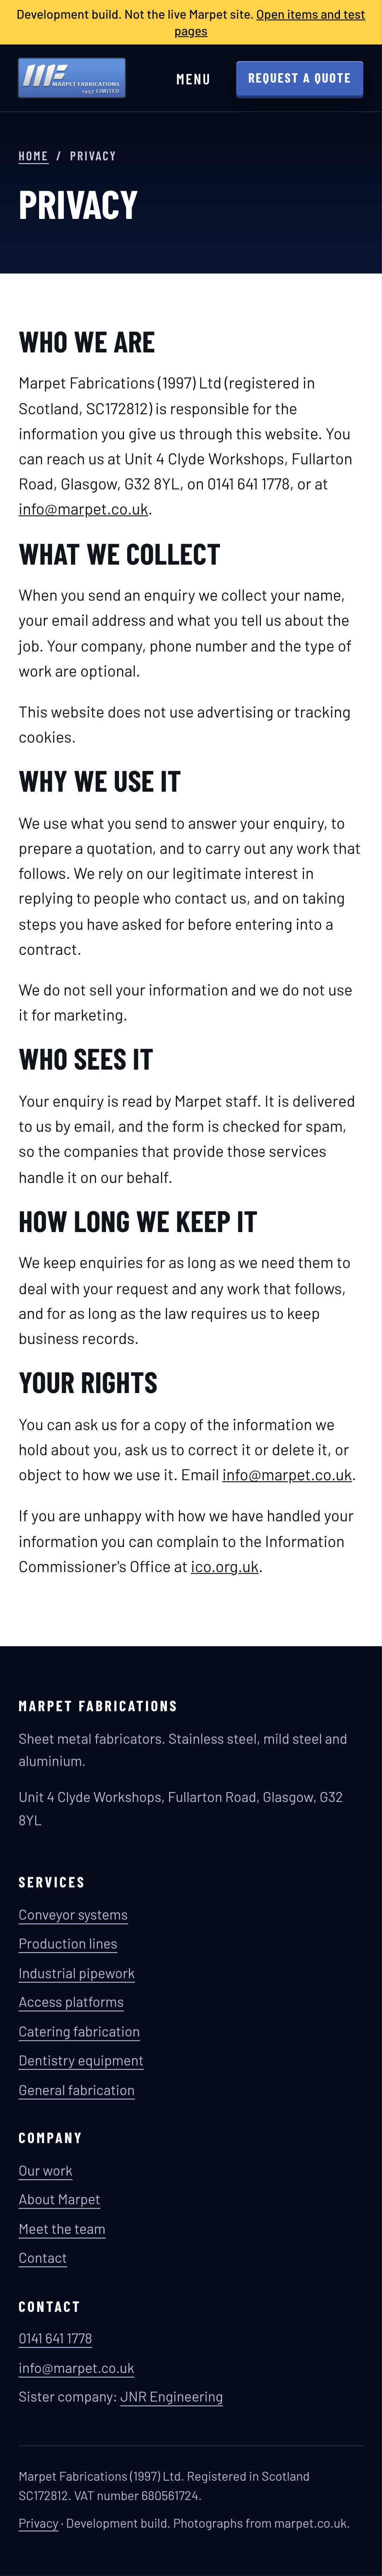 Development build. Not the live Marpet site. Open items and test
pages
MF
MARPET FABRICATIONS
1997 LIMITED
MENU
REQUEST A QUOTE
HOME / PRIVACY
PRIVACY
WHO WE ARE
Marpet Fabrications (1997) Ltd (registered in
Scotland, SC172812) is responsible for the
information you give us through this website. You
can reach us at Unit 4 Clyde Workshops, Fullarton
Road, Glasgow, G32 8YL, on 0141 641 1778, or at
info@marpet.co.uk.
WHAT WE COLLECT
When you send an enquiry we collect your name,
your email address and what you tell us about the
job. Your company, phone number and the type of
work are optional.
This website does not use advertising or tracking
cookies.
WHY WE USE IT
We use what you send to answer your enquiry, to
prepare a quotation, and to carry out any work that
follows. We rely on our legitimate interest in
replying to people who contact us, and on taking
steps you have asked for before entering into a
contract.
We do not sell your information and we do not use
it for marketing.
WHO SEES IT
Your enquiry is read by Marpet staff. It is delivered
to us by email, and the form is checked for spam,
so the companies that provide those services
handle it on our behalf.
HOW LONG WE KEEP IT
We keep enquiries for as long as we need them to
deal with your request and any work that follows,
and for as long as the law requires us to keep
business records.
YOUR RIGHTS
You can ask us for a copy of the information we
hold about you, ask us to correct it or delete it, or
object to how we use it. Email info@marpet.co.uk.
If you are unhappy with how we have handled your
information you can complain to the Information
Commissioner's Office at ico.org.uk.
MARPET FABRICATIONS
Sheet metal fabricators. Stainless steel, mild steel and
aluminium.
Unit 4 Clyde Workshops, Fullarton Road, Glasgow, G32
8YL
SERVICES
Conveyor systems
Production lines
Industrial pipework
Access platforms
Catering fabrication
Dentistry equipment
General fabrication
COMPANY
Our work
About Marpet
Meet the team
Contact
CONTACT
0141 641 1778
info@marpet.co.uk
Sister company: JNR Engineering
Marpet Fabrications (1997) Ltd. Registered in Scotland
SC172812. VAT number 680561724.
Privacy · Development build. Photographs from marpet.co.uk.